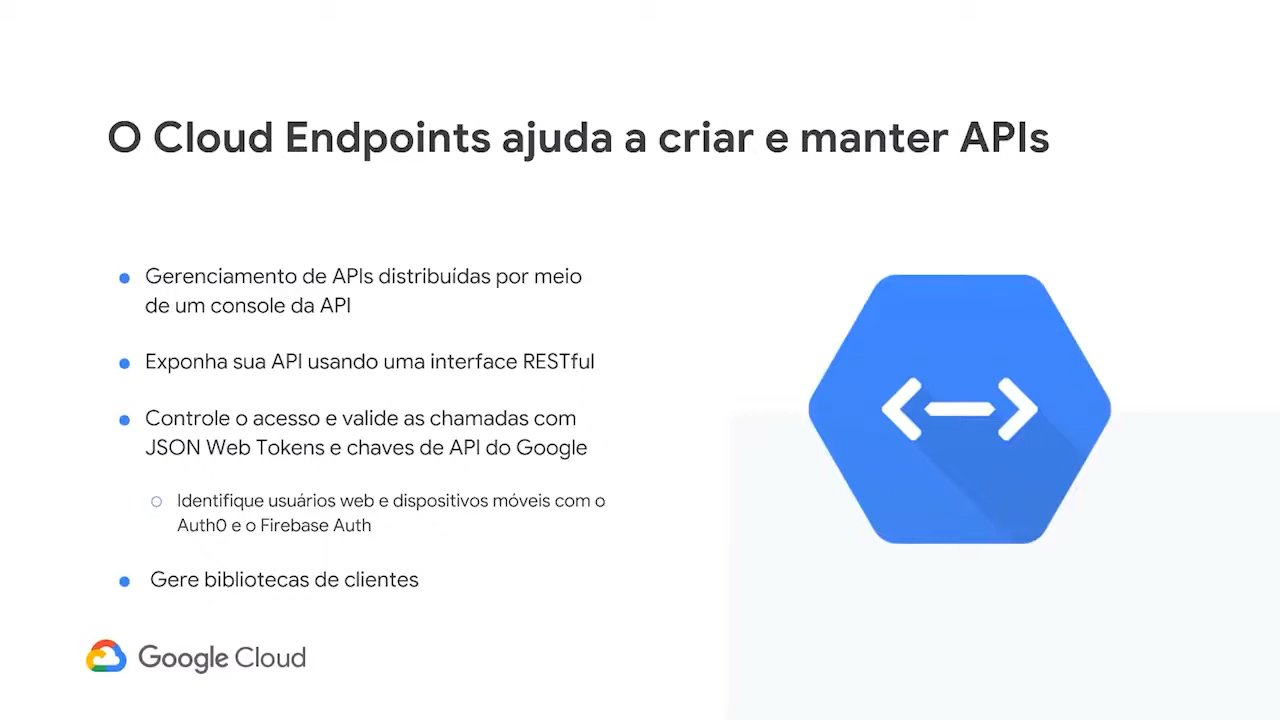 O Cloud Endpoints ajuda a criar e manter APIs
Gerenciamento de APIs distribuídas por meio
de um console da API
Exponha sua API usando uma interface RESTful
Controle o acesso e valide as chamadas com
JSON Web Tokens e chaves de API do Google
Identifique usuários web e dispositivos móveis com o
Auth0 e o Firebase Auth
Gere bibliotecas de clientes
Google Cloud